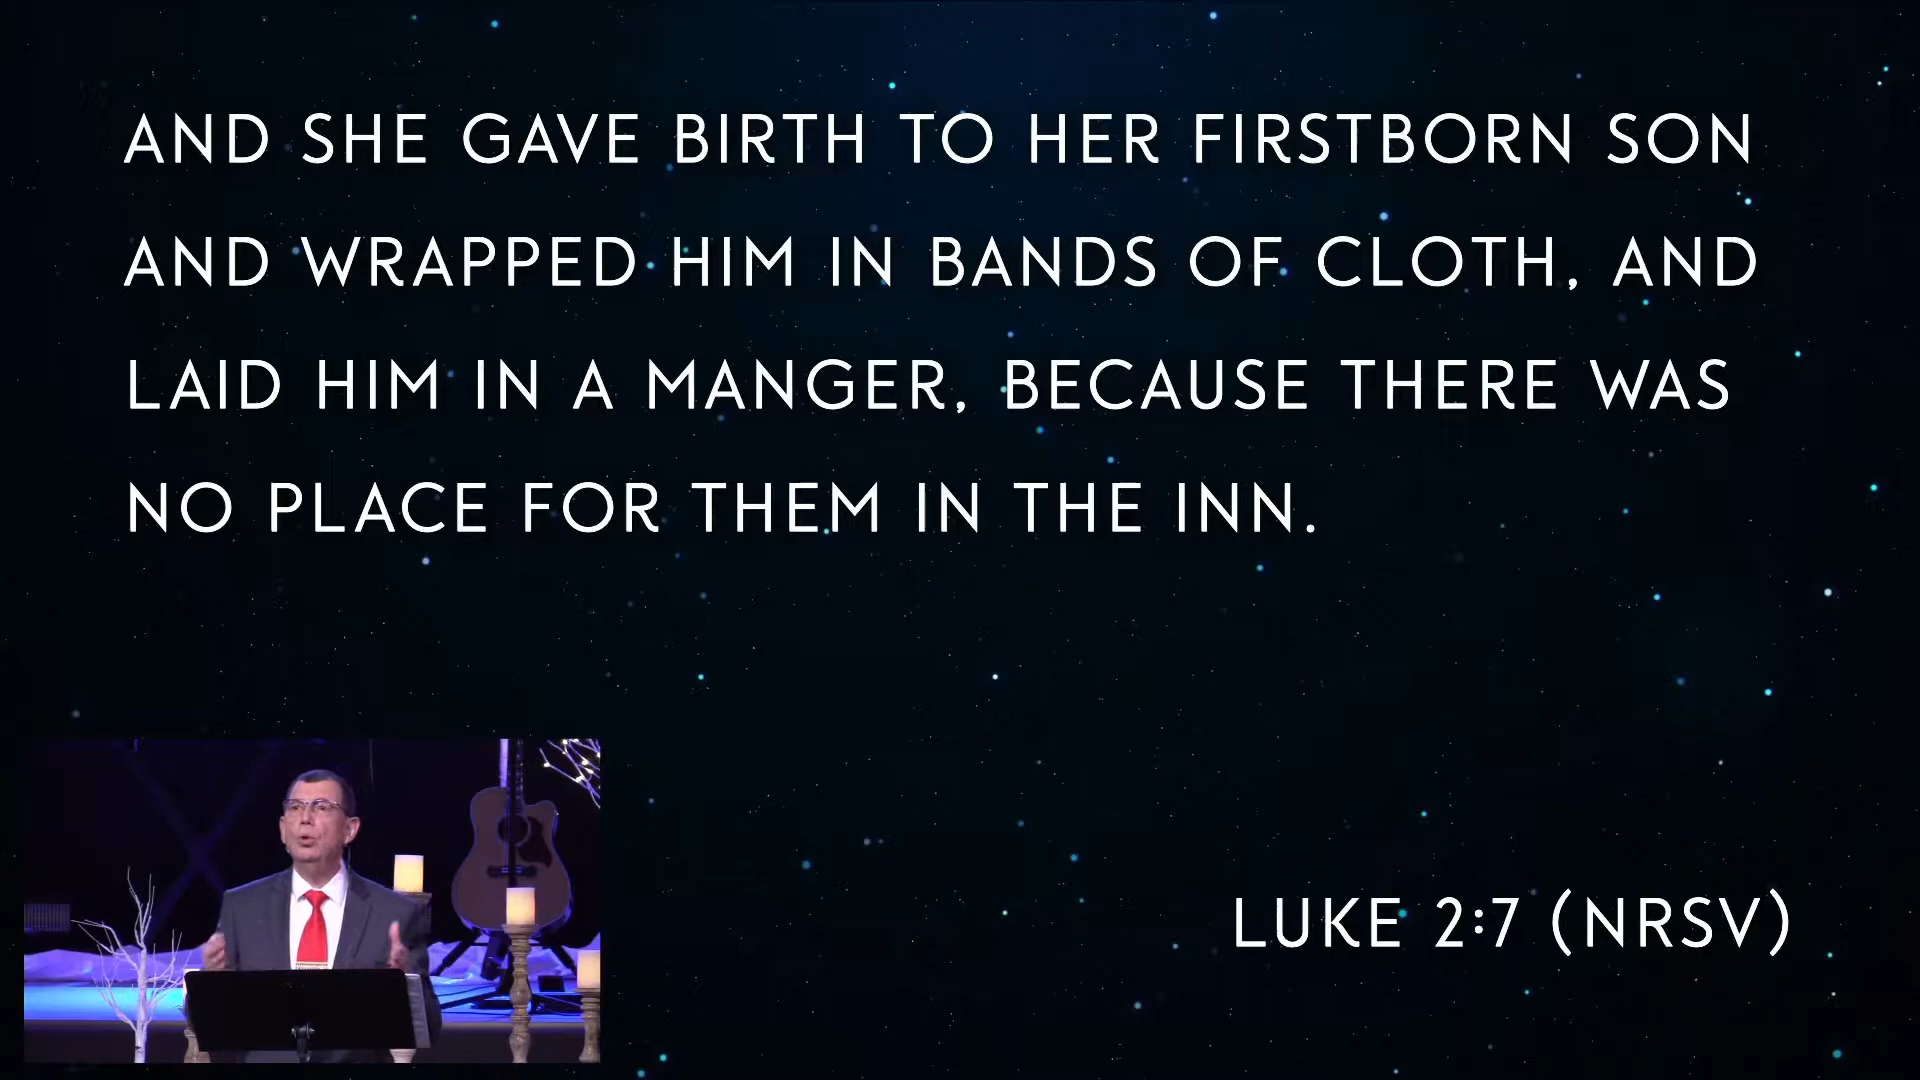 AND SHE GAVE BIRTH TO HER FIRSTBORN SON
AND WRAPPED HIM IN BANDS OF CLOTH, AND
LAID HIM IN A MANGER, BECAUSE THERE WAS
NO PLACE FOR THEM IN THE INN.
LUKE 2:7 (NRSV)